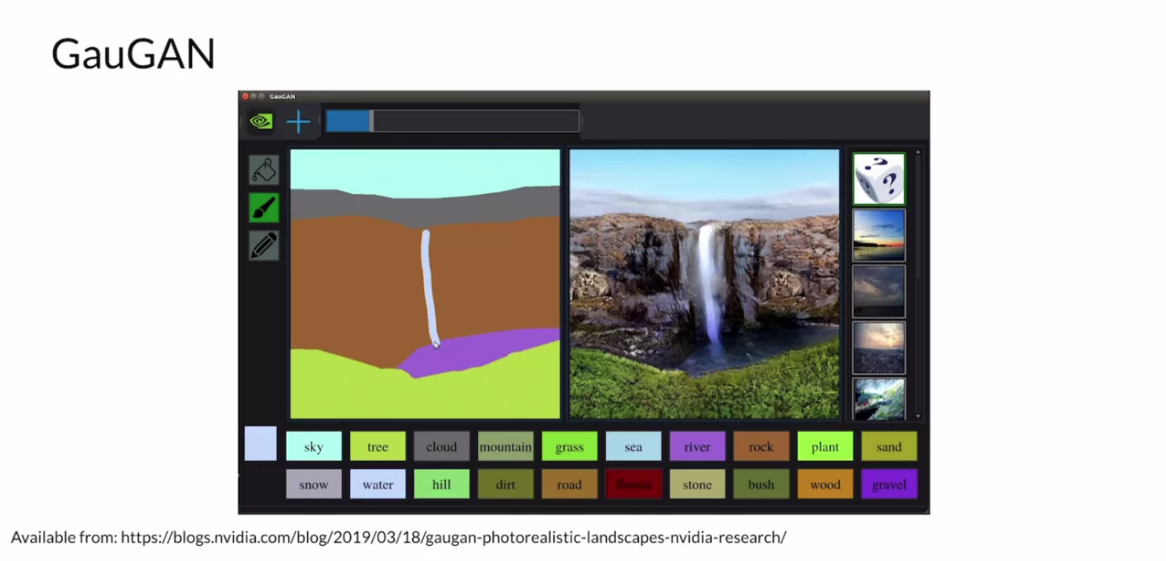 GauGAN
GauGAN
sky tree cloud mountain grass sea river rock plant sand
snow water hill dirt road stone bush wood gravel
Available from: https://blogs.nvidia.com/blog/2019/03/18/gaugan-photorealistic-landscapes-nvidia-research/